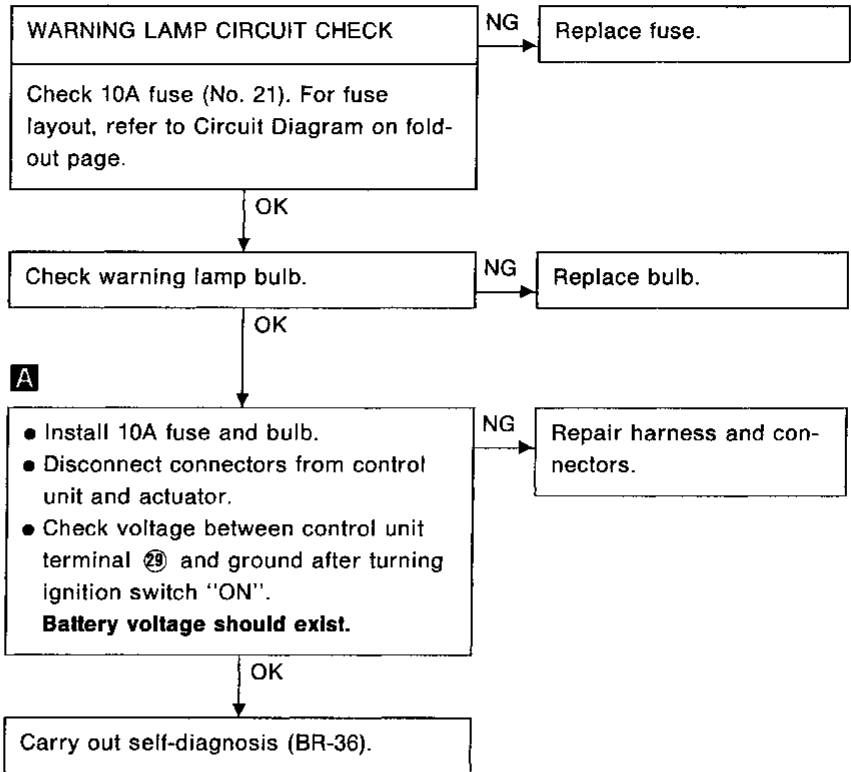 WARNING LAMP CIRCUIT CHECK
NG
Replace fuse.
Check 10A fuse (No. 21). For fuse
layout, refer to Circuit Diagram on fold-
out page.
OK
Check warning lamp bulb.
NG
Replace bulb.
OK
A
● Install 10A fuse and bulb.
● Disconnect connectors from control
unit and actuator.
● Check voltage between control unit
terminal ㉙ and ground after turning
ignition switch "ON".
Battery voltage should exist.
NG
Repair harness and con-
nectors.
OK
Carry out self-diagnosis (BR-36).